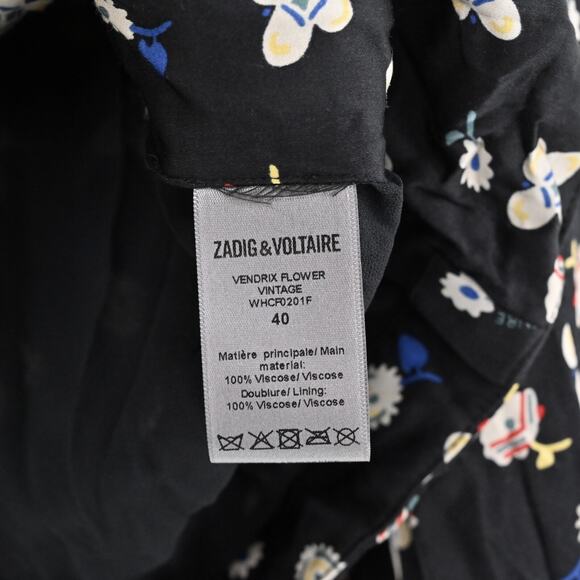 ZADIG & VOLTAIRE
VENDRIX FLOWER
VINTAGE
WHCF0201F
40
Matière principale/ Main
material:
100% Viscose/ Viscose
Doublure/ Lining:
100% Viscose/ Viscose